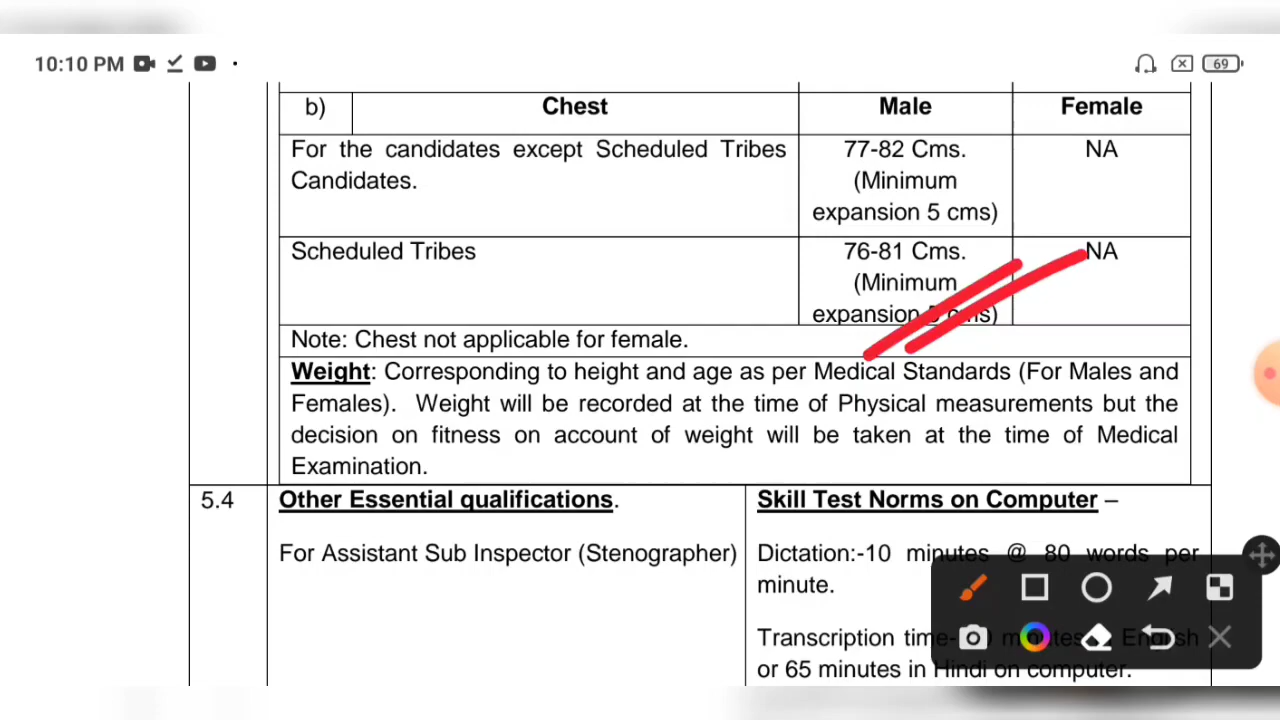 10:10 PM
69
b) Chest Male Female
For the candidates except Scheduled Tribes 77-82 Cms. NA
Candidates. (Minimum
expansion 5 cms)
Scheduled Tribes 76-81 Cms. NA
(Minimum
expansion 5 cms)
Note: Chest not applicable for female.
Weight: Corresponding to height and age as per Medical Standards (For Males and
Females). Weight will be recorded at the time of Physical measurements but the
decision on fitness on account of weight will be taken at the time of Medical
Examination.
5.4 Other Essential qualifications. Skill Test Norms on Computer –
For Assistant Sub Inspector (Stenographer) Dictation:-10 minutes @ 80 words per
minute.
Transcription time- minutes English
or 65 minutes in Hindi on computer.